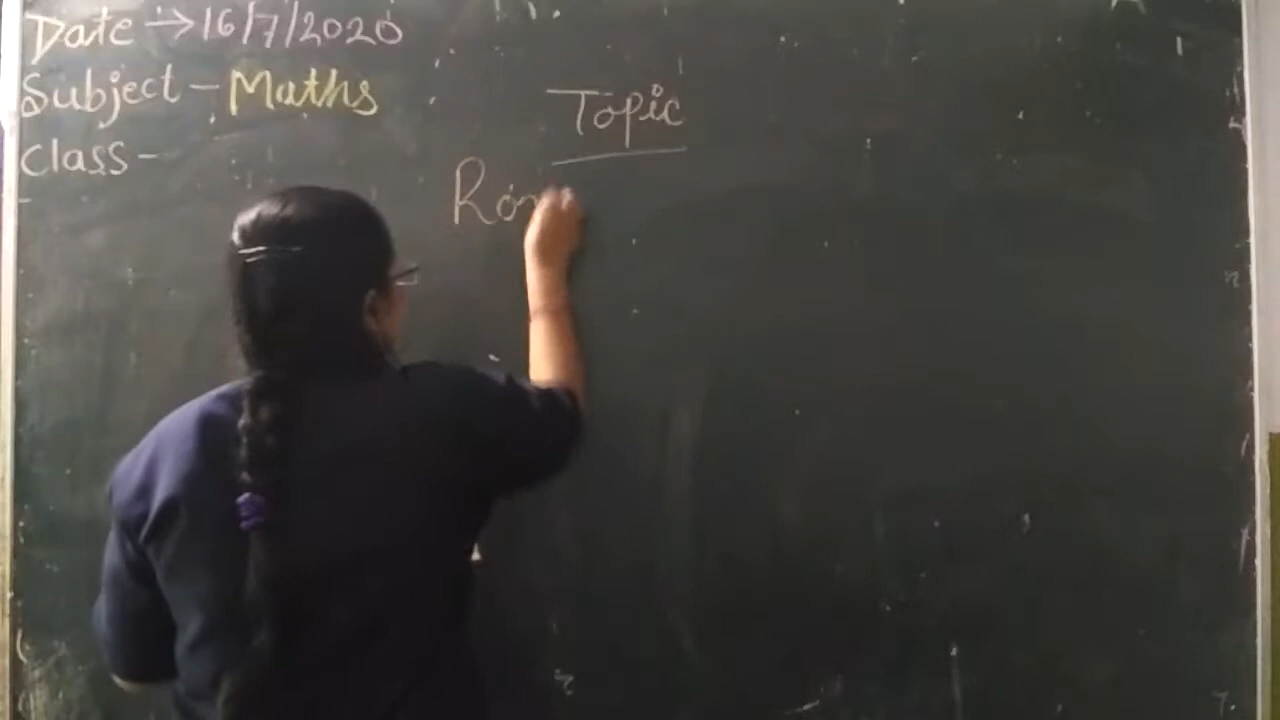 Date → 16/7/2020
Subject - Maths
Class -
Topic